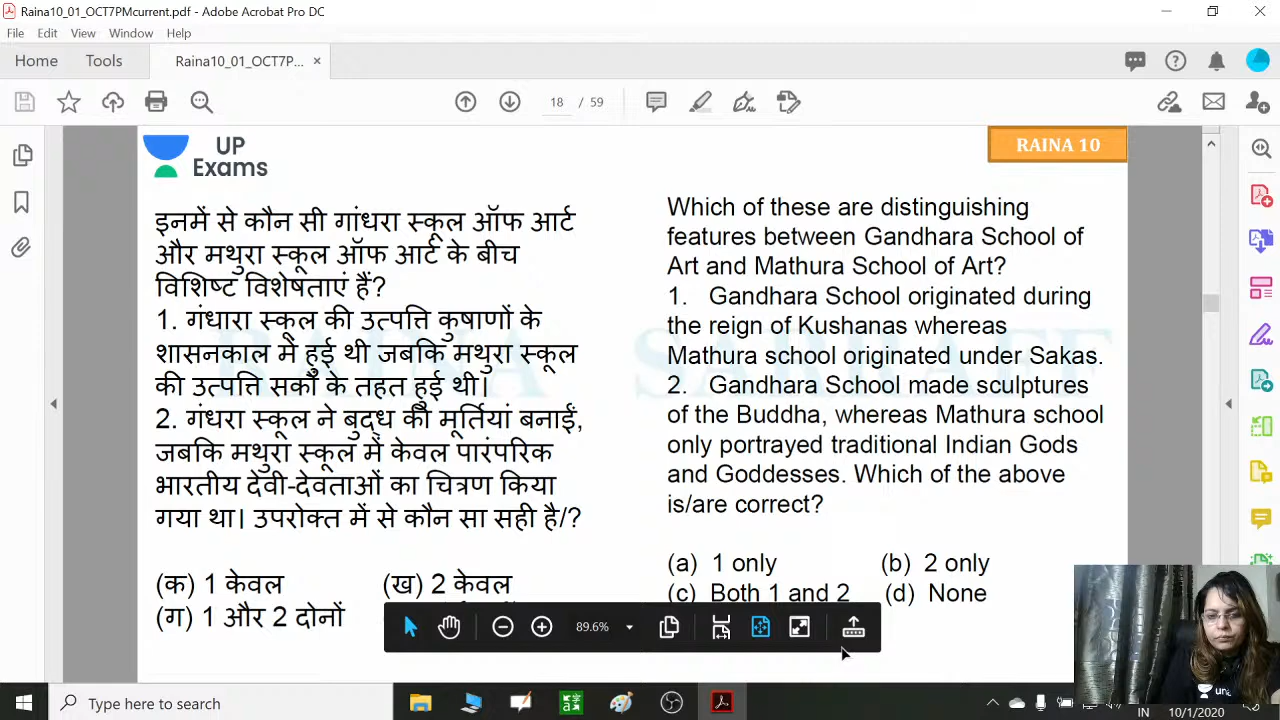 Raina10_01_OCT7PMcurrent.pdf - Adobe Acrobat Pro DC
File Edit View Window Help
Home Tools Raina10_01_OCT7P... ×
18 / 59
UP
Exams
RAINA 10
इनमें से कौन सी गांधरा स्कूल ऑफ आर्ट
और मथुरा स्कूल ऑफ आर्ट के बीच
विशिष्ट विशेषताएं हैं?
1. गंधारा स्कूल की उत्पत्ति कुषाणों के
शासनकाल में हुई थी जबकि मथुरा स्कूल
की उत्पत्ति सकों के तहत हुई थी।
2. गंधरा स्कूल ने बुद्ध की मूर्तियां बनाईं,
जबकि मथुरा स्कूल में केवल पारंपरिक
भारतीय देवी-देवताओं का चित्रण किया
गया था। उपरोक्त में से कौन सा सही है/?
(क) 1 केवल (ख) 2 केवल
(ग) 1 और 2 दोनों
Which of these are distinguishing
features between Gandhara School of
Art and Mathura School of Art?
1. Gandhara School originated during
the reign of Kushanas whereas
Mathura school originated under Sakas.
2. Gandhara School made sculptures
of the Buddha, whereas Mathura school
only portrayed traditional Indian Gods
and Goddesses. Which of the above
is/are correct?
(a) 1 only (b) 2 only
(c) Both 1 and 2 (d) None
RAINA SARRAFF
89.6%
Type here to search
IN 10/1/2020